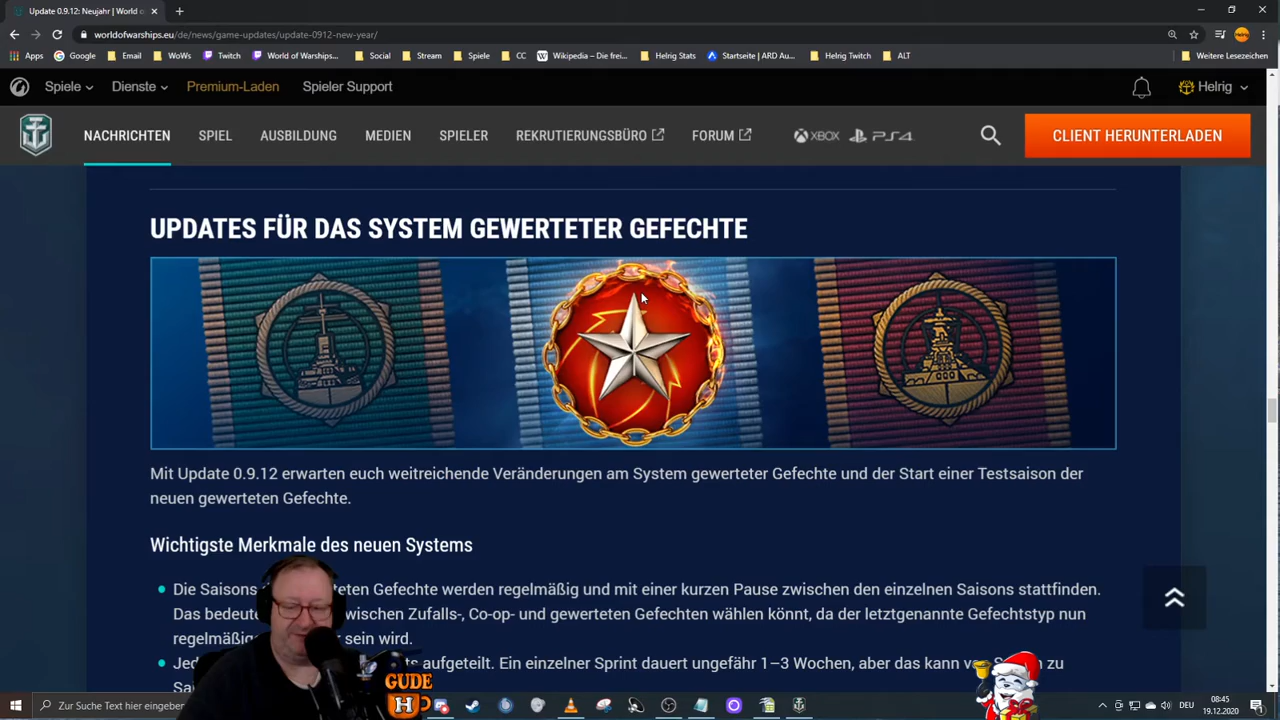 Update 0.9.12: Neujahr | World o
worldofwarships.eu/de/news/game-updates/update-0912-new-year/
Apps Google Email WoWs Twitch World of Warships... Social Stream Spiele CC Wikipedia – Die frei... Helrig Stats Startseite | ARD Au... Helrig Twitch ALT Weitere Lesezeichen
Spiele Dienste Premium-Laden Spieler Support Helrig
NACHRICHTEN SPIEL AUSBILDUNG MEDIEN SPIELER REKRUTIERUNGSBÜRO FORUM XBOX PS4 CLIENT HERUNTERLADEN
UPDATES FÜR DAS SYSTEM GEWERTETER GEFECHTE
Mit Update 0.9.12 erwarten euch weitreichende Veränderungen am System gewerteter Gefechte und der Start einer Testsaison der
neuen gewerteten Gefechte.
Wichtigste Merkmale des neuen Systems
Die Saisons teten Gefechte werden regelmäßig und mit einer kurzen Pause zwischen den einzelnen Saisons stattfinden.
Das bedeutet wischen Zufalls-, Co-op- und gewerteten Gefechten wählen könnt, da der letztgenannte Gefechtstyp nun
regelmäßig r sein wird.
Jed ts aufgeteilt. Ein einzelner Sprint dauert ungefähr 1–3 Wochen, aber das kann von zu
GUDE
H
Zur Suche Text hier eingeben
DEU
08:45
19.12.2020